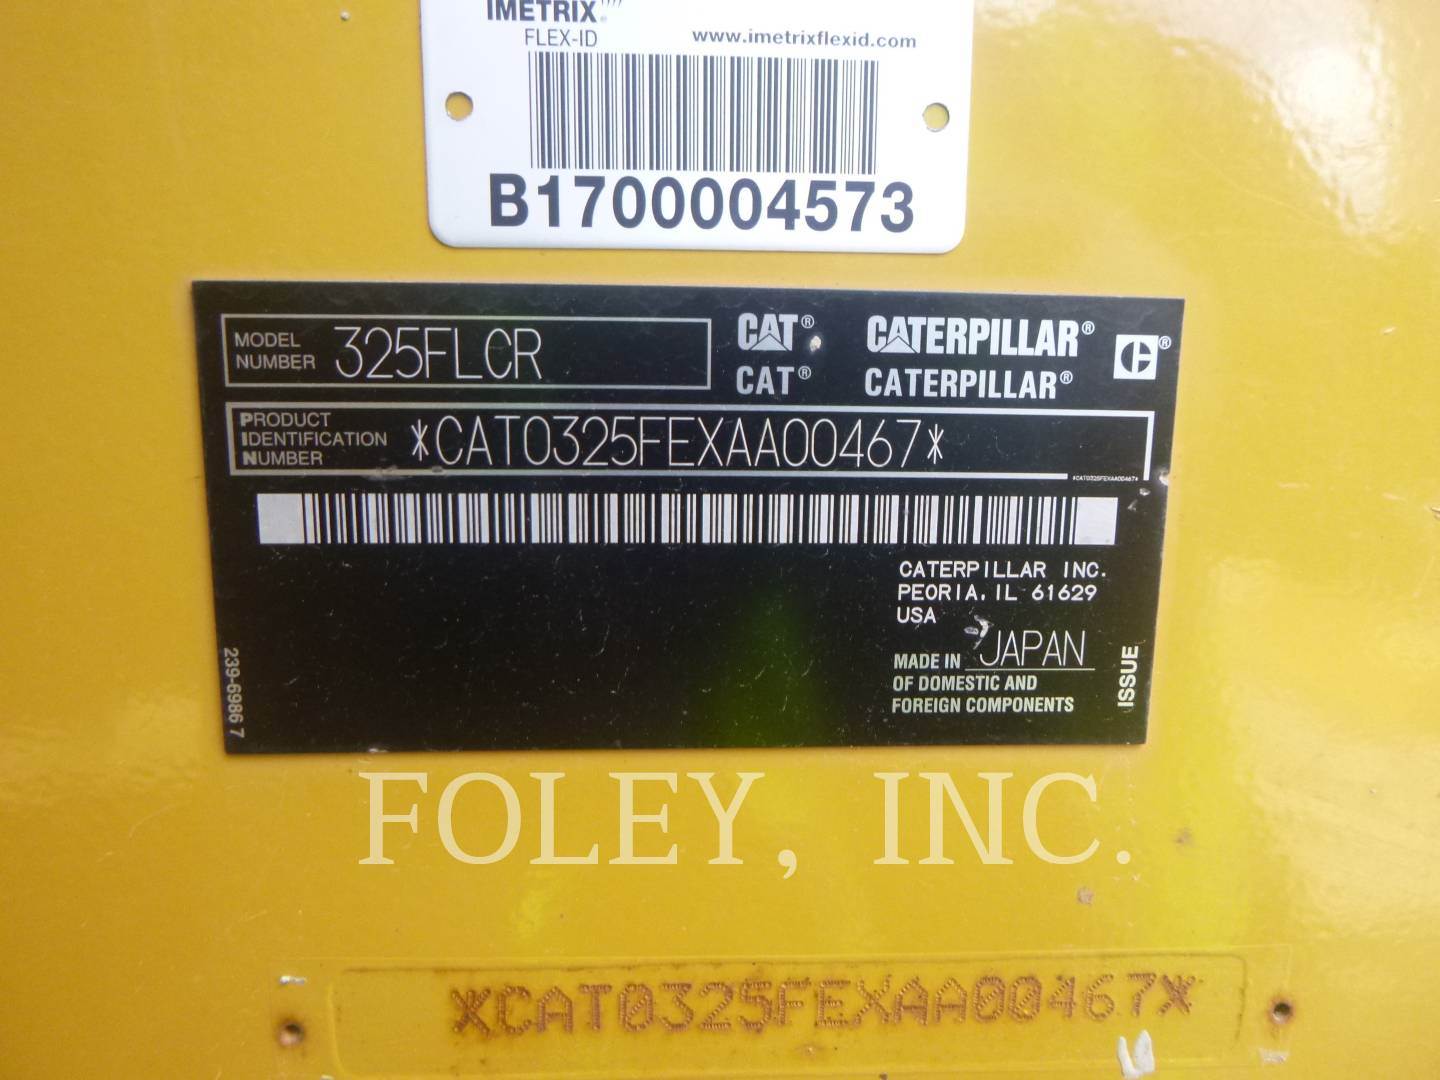 IMETRIX®
FLEX-ID
www.imetrixflexid.com
B1700004573
MODEL NUMBER 325FLCR
CAT® CATERPILLAR® C®
CAT® CATERPILLAR®
PRODUCT IDENTIFICATION NUMBER *CAT0325FEXAA00467*
*CAT0325FEXAA00467*
CATERPILLAR INC.
PEORIA, IL 61629
USA
MADE IN JAPAN
OF DOMESTIC AND
FOREIGN COMPONENTS
ISSUE
239-6986 7
FOLEY, INC.
*CAT0325FEXAA00467*